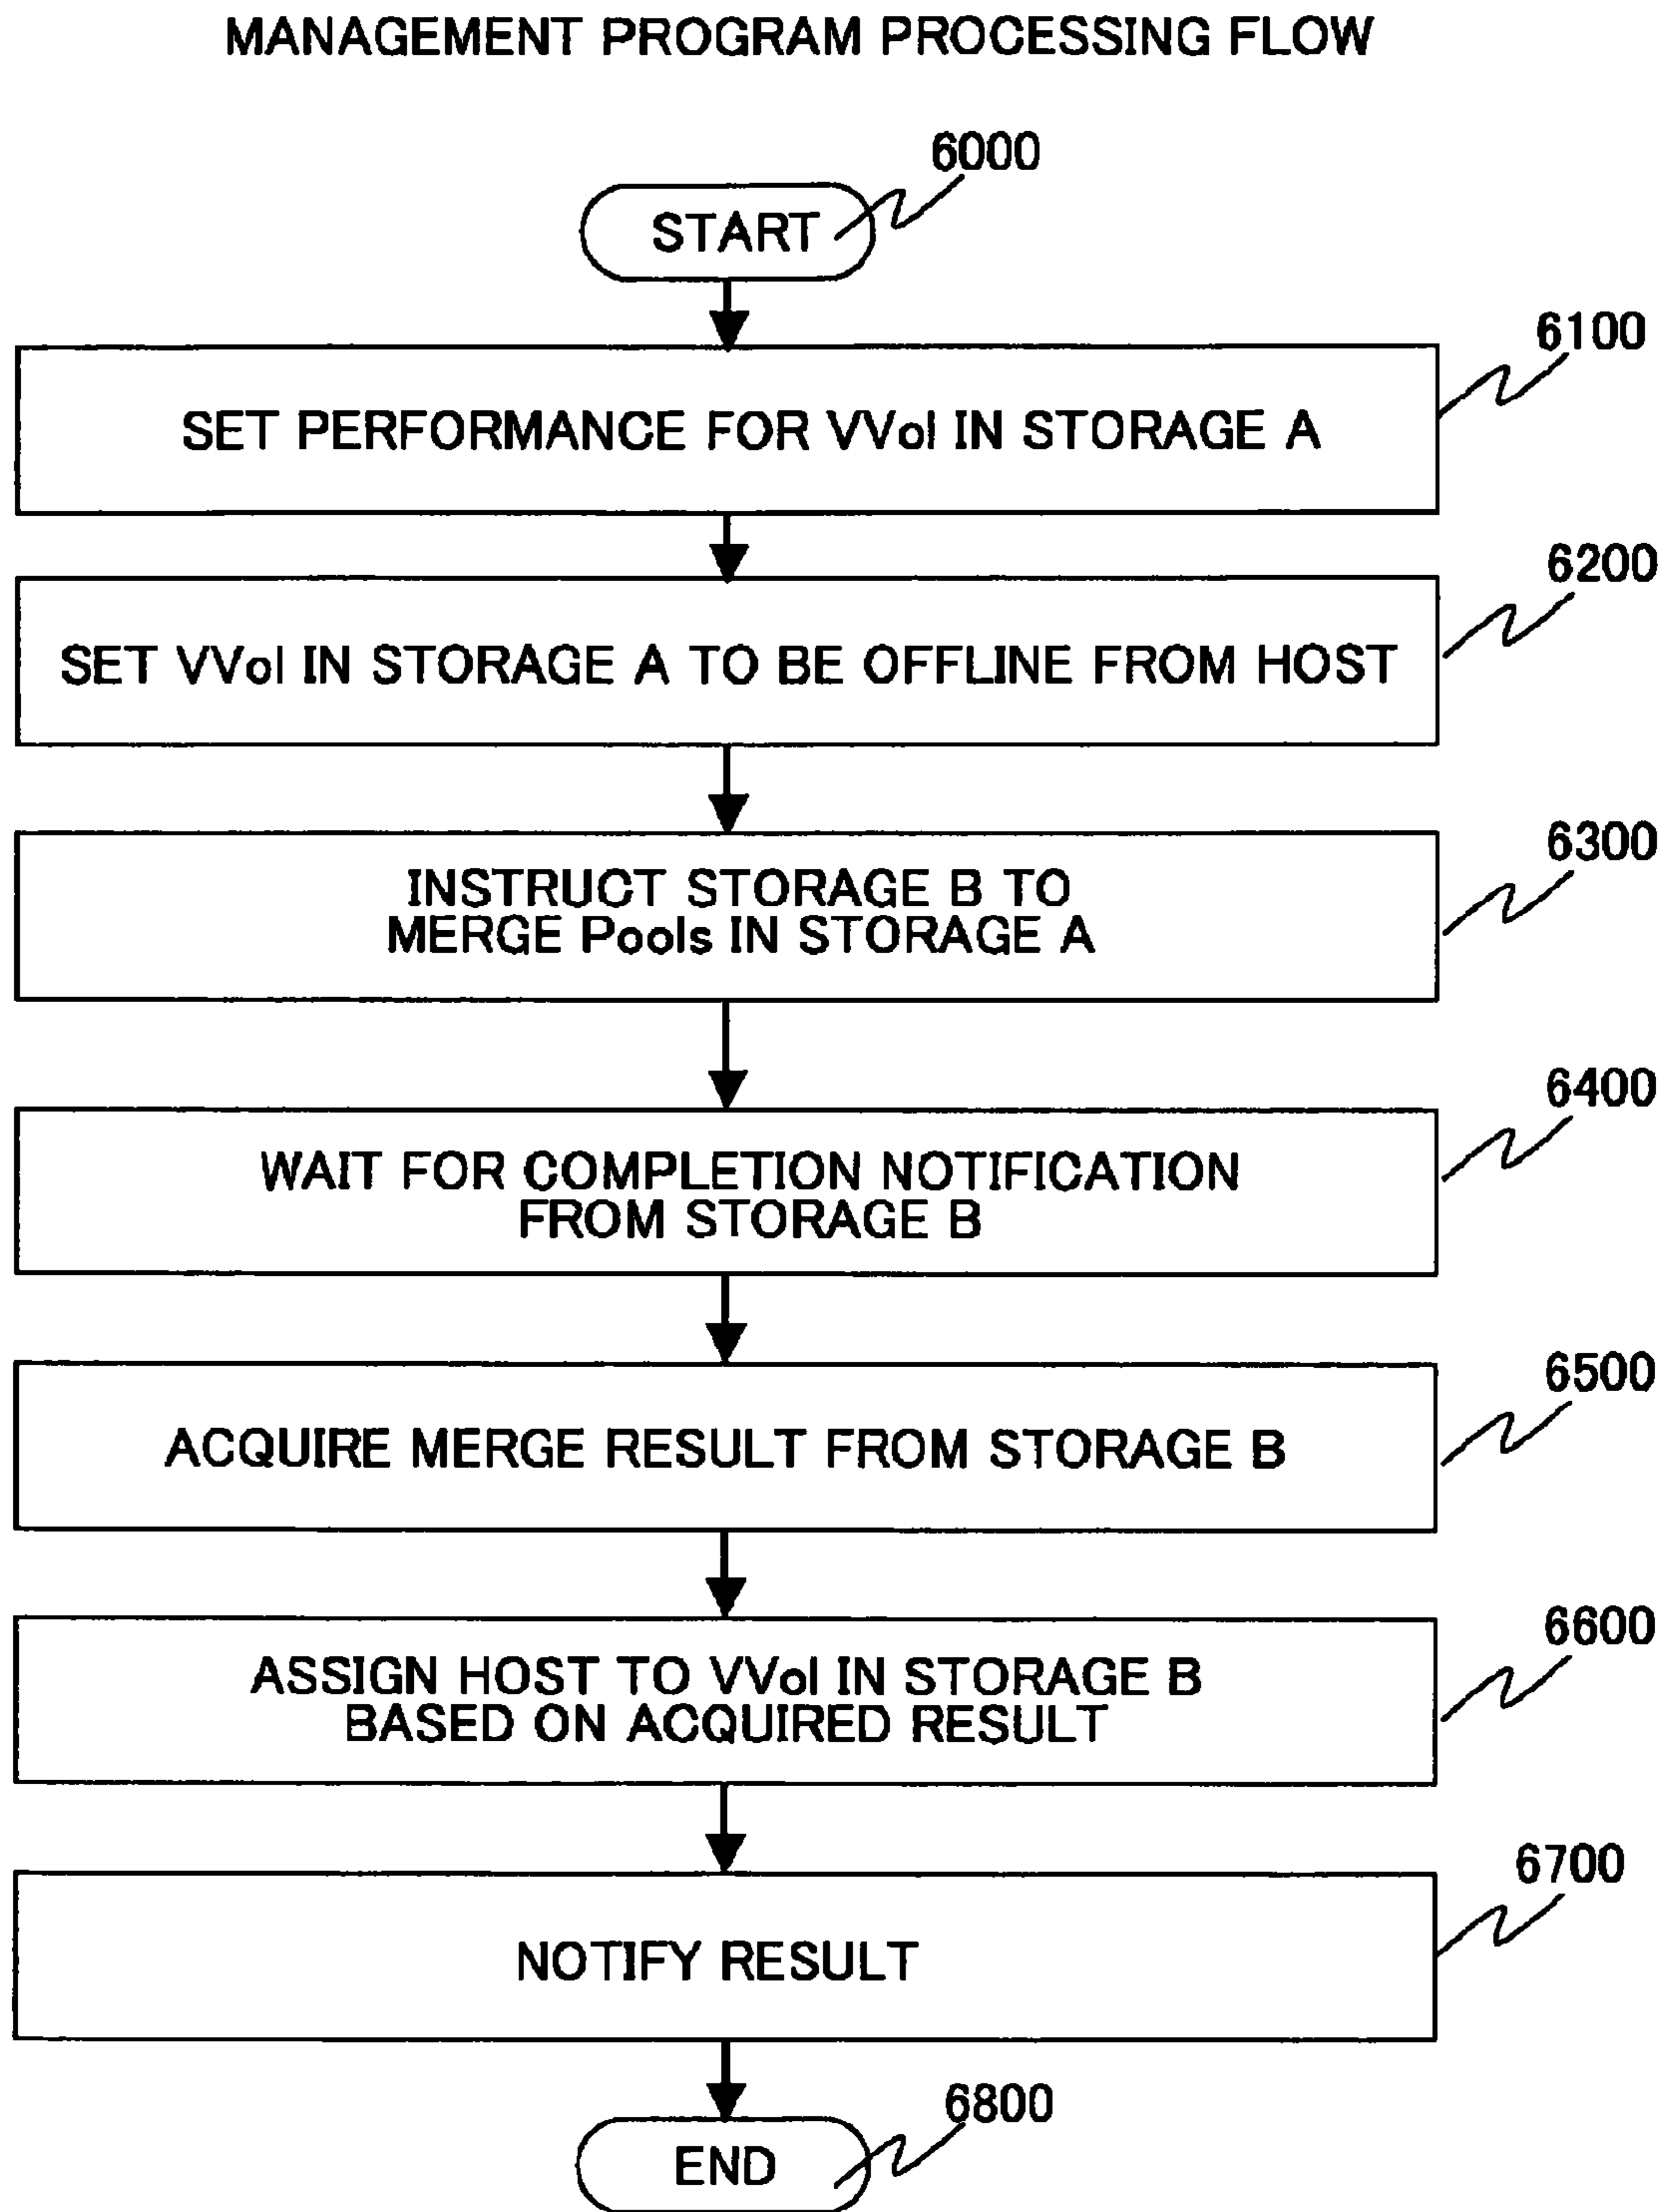 MANAGEMENT PROGRAM PROCESSING FLOW
6000
START
6100
SET PERFORMANCE FOR VVol IN STORAGE A
6200
SET VVol IN STORAGE A TO BE OFFLINE FROM HOST
6300
INSTRUCT STORAGE B TO
MERGE Pools IN STORAGE A
6400
WAIT FOR COMPLETION NOTIFICATION
FROM STORAGE B
6500
ACQUIRE MERGE RESULT FROM STORAGE B
6600
ASSIGN HOST TO VVol IN STORAGE B
BASED ON ACQUIRED RESULT
6700
NOTIFY RESULT
6800
END